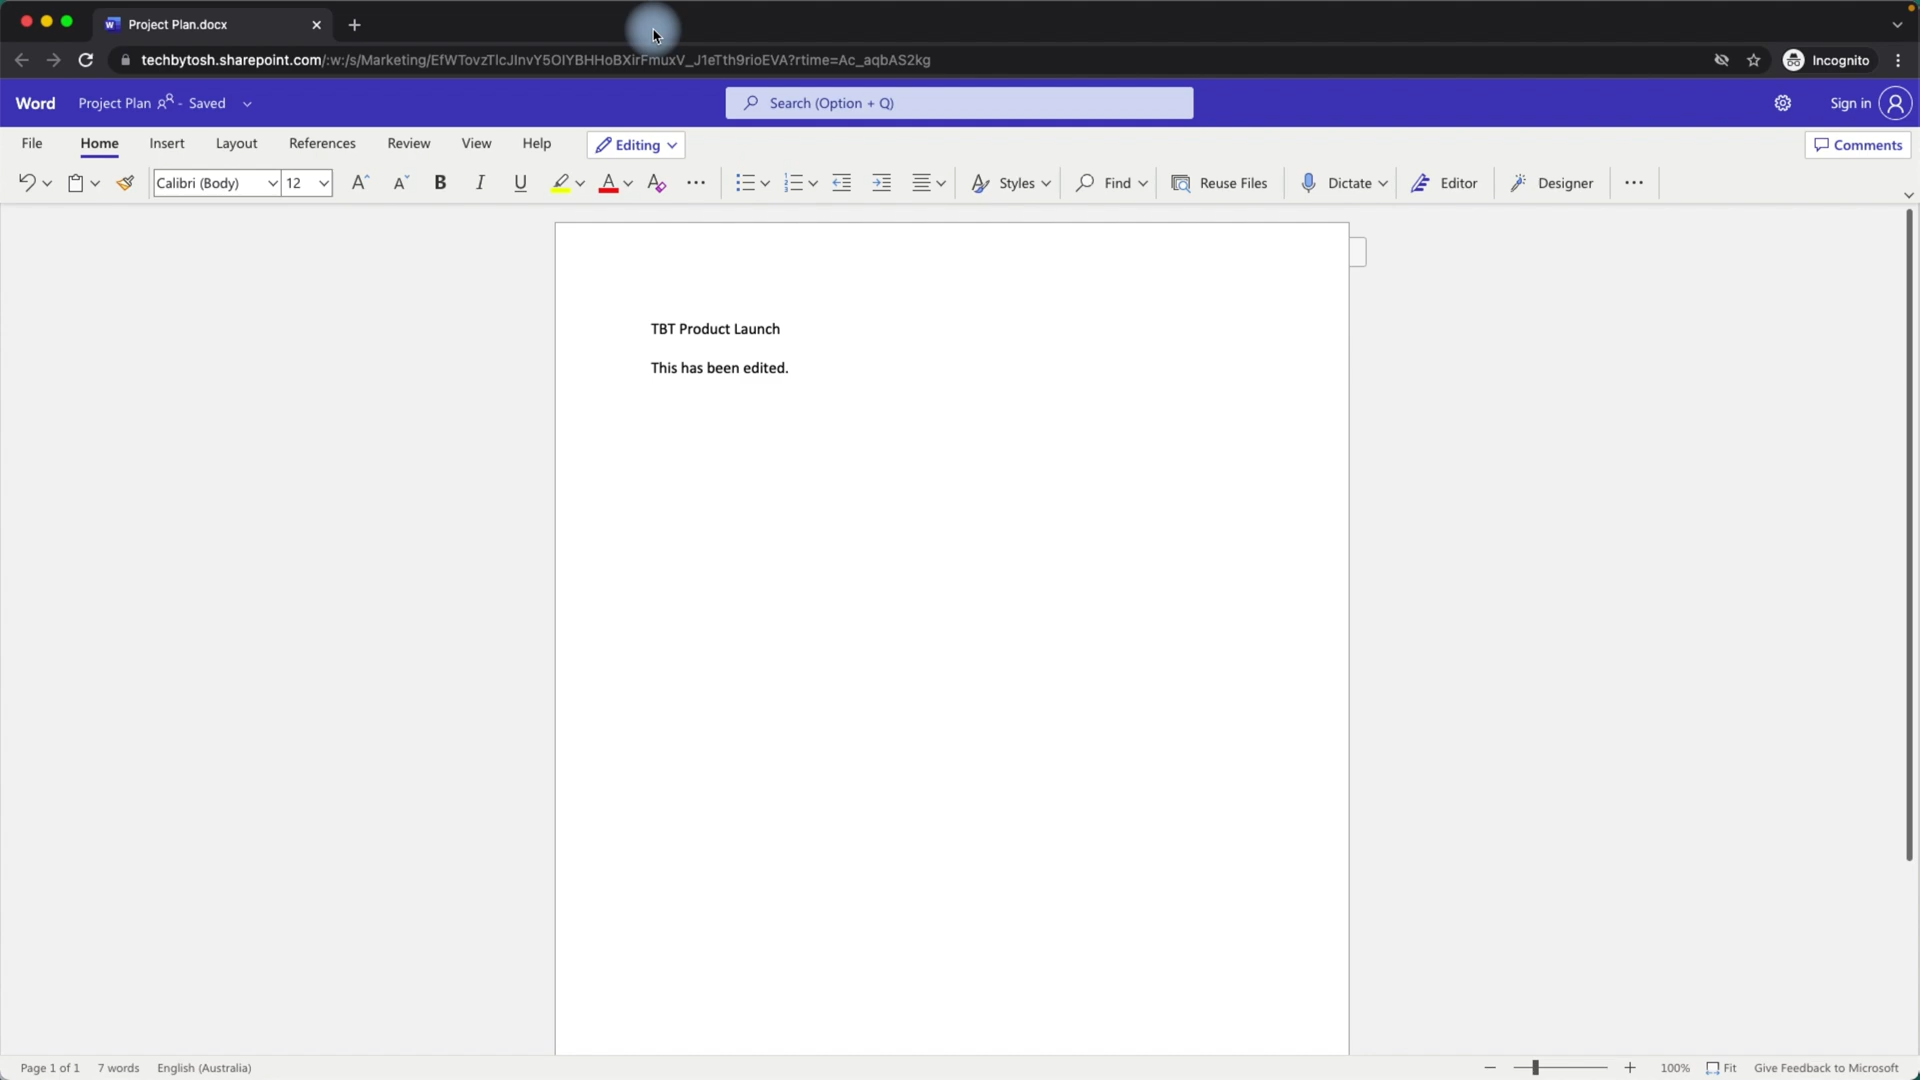 Project Plan.docx
techbytosh.sharepoint.com/:w:/s/Marketing/EfWTovzTlcJInvY5OIYBHHoBXirFmuxV_J1eTth9rioEVA?rtime=Ac_aqbAS2kg
Incognito
Word Project Plan - Saved
Search (Option + Q)
Sign in
File Home Insert Layout References Review View Help Editing Comments
Calibri (Body) 12 B I U A Styles Find Reuse Files Dictate Editor Designer
TBT Product Launch
This has been edited.
Page 1 of 1 7 words English (Australia) 100% Fit Give Feedback to Microsoft